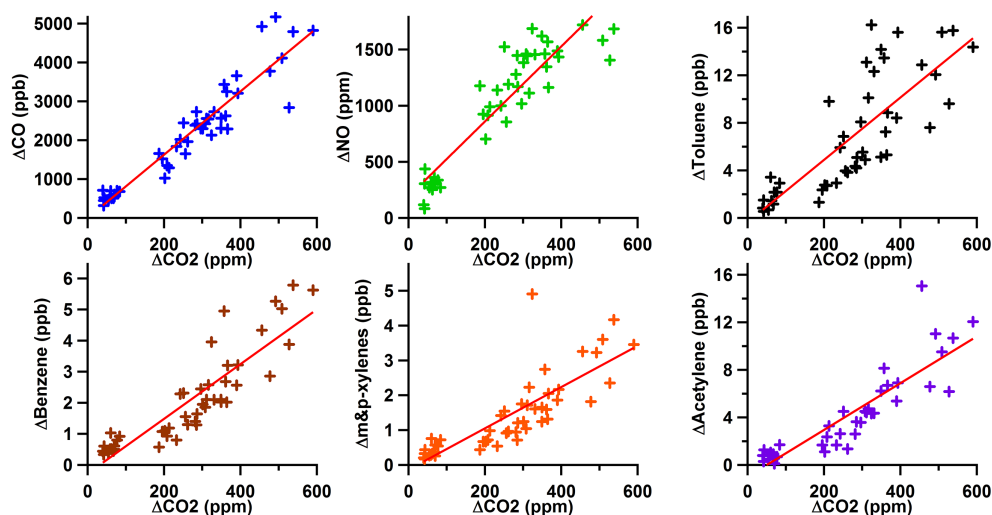 ΔCO (ppb)
5000
4000
3000
2000
1000
0
0 200 400 600
ΔCO2 (ppm)
ΔNO (ppm)
1500
1000
500
0
0 200 400 600
ΔCO2 (ppm)
ΔToluene (ppb)
16
12
8
4
0
0 200 400 600
ΔCO2 (ppm)
ΔBenzene (ppb)
6
5
4
3
2
1
0
0 200 400 600
ΔCO2 (ppm)
Δm&p-xylenes (ppb)
5
4
3
2
1
0
0 200 400 600
ΔCO2 (ppm)
ΔAcetylene (ppb)
16
12
8
4
0
0 200 400 600
ΔCO2 (ppm)